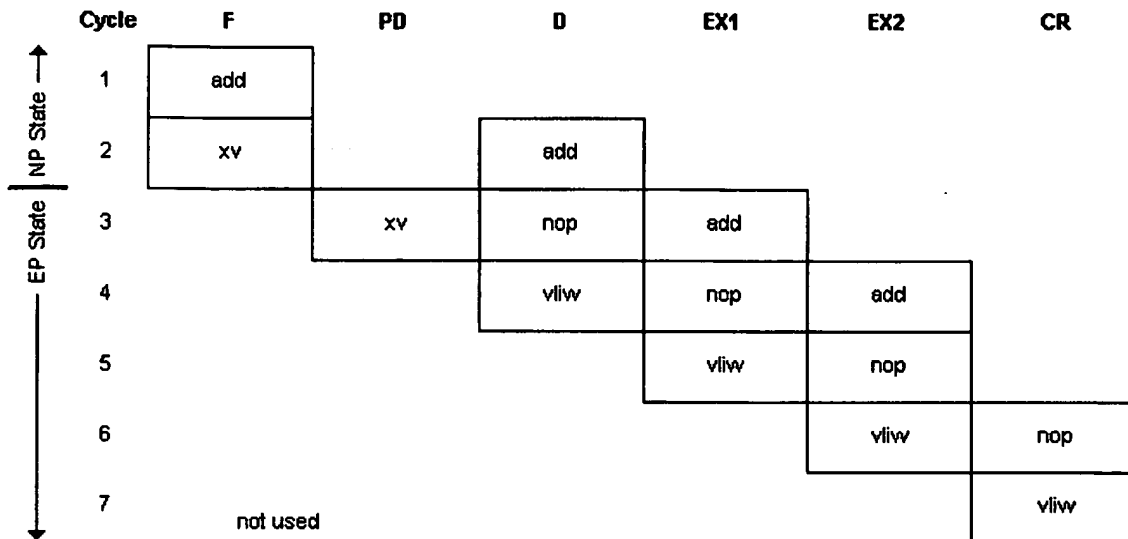 Cycle F PD D EX1 EX2 CR
1 add
2 xv add
3 xv nop add
4 vliw nop add
5 vliw nop
6 vliw nop
7 vliw
not used
NP State
EP State